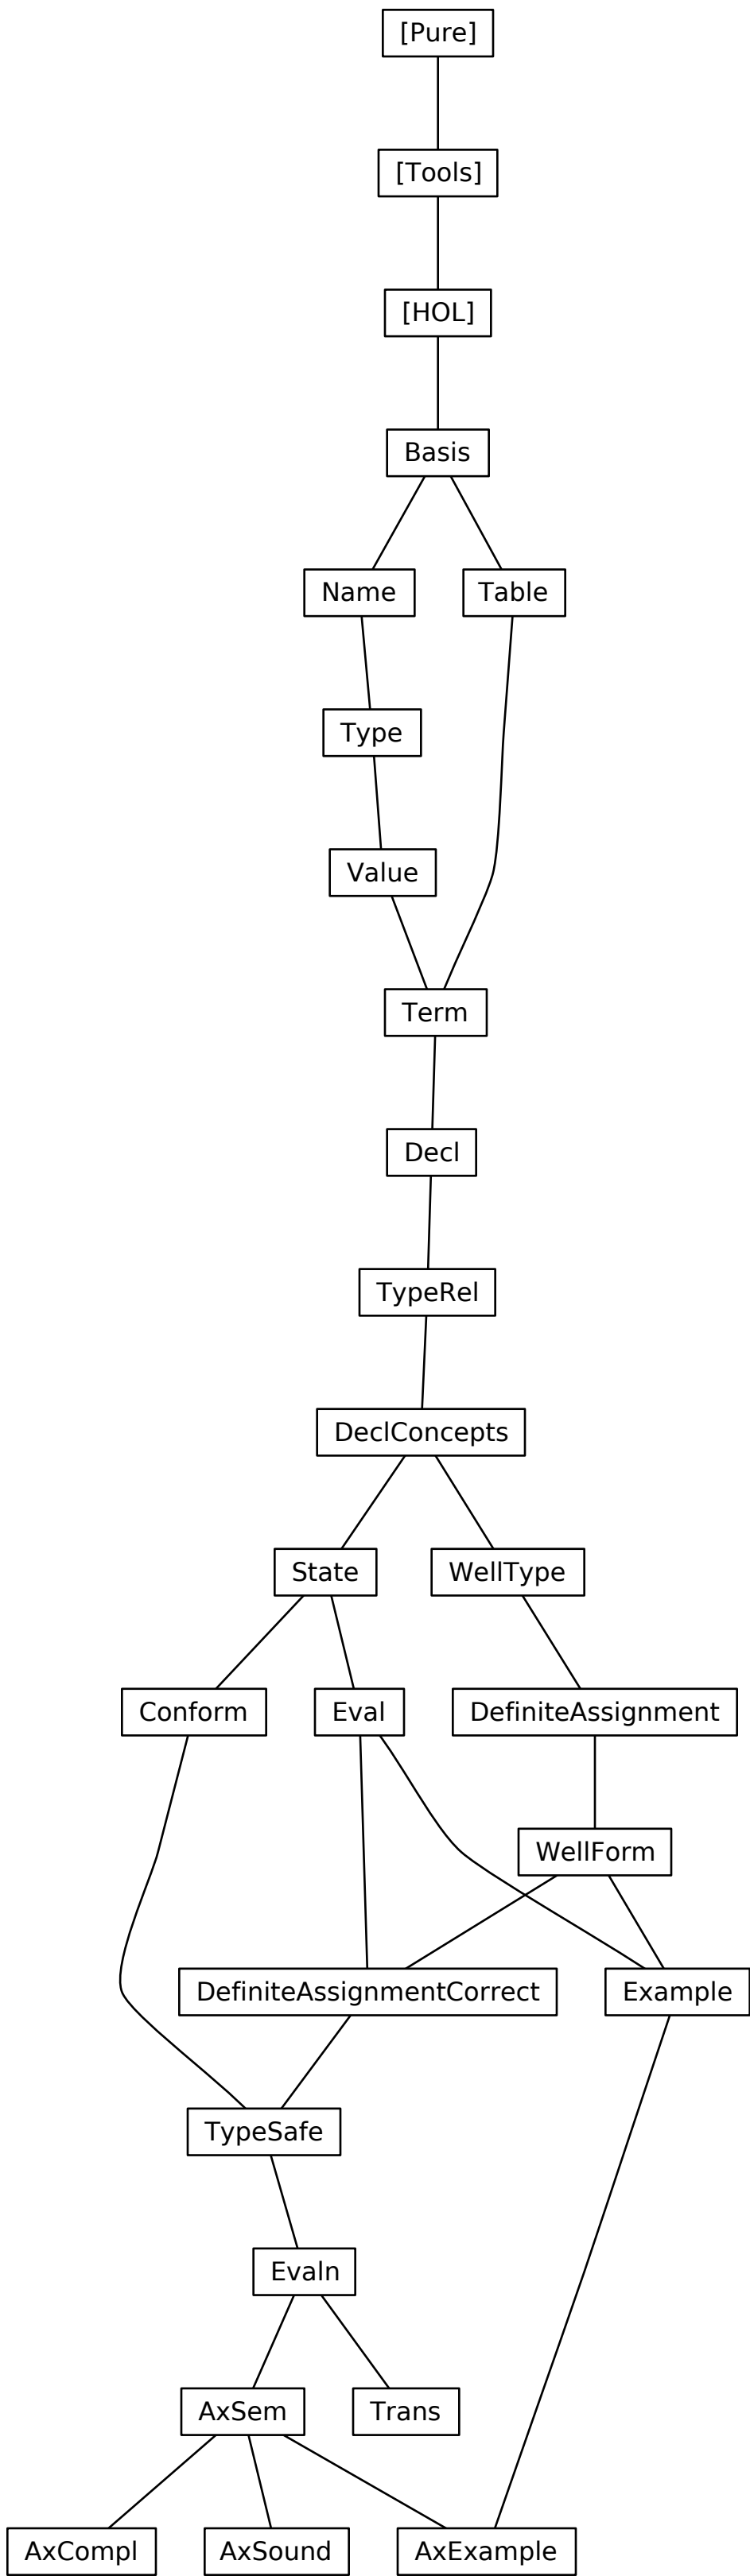 [Pure]
[Tools]
[HOL]
Basis
Name Table
Type
Value
Term
Decl
TypeRel
DeclConcepts
State WellType
Conform Eval DefiniteAssignment
WellForm
DefiniteAssignmentCorrect Example
TypeSafe
Evaln
AxSem Trans
AxCompl AxSound AxExample